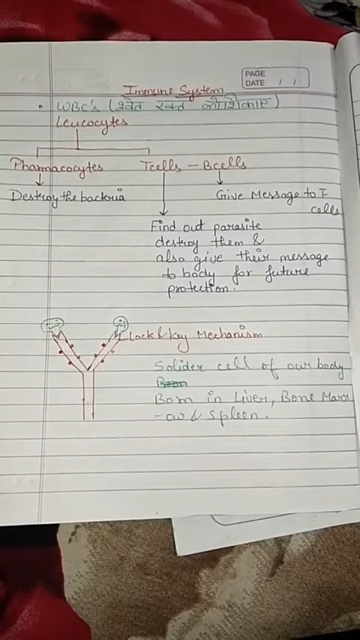 Immune System
PAGE
DATE / /
• WBC's (श्वेत रक्त कोशिकाएं)
Leucocytes
Pharmacocytes Tcells - Bcells
Destroy the bacteria
Give Message to T cells
Find out parasite
destroy them &
also give their message
to body for future
protection.
Lock & key Mechanism
Solider cell of our body
Born in Liver, Bone Marr
-ow & Spleen.